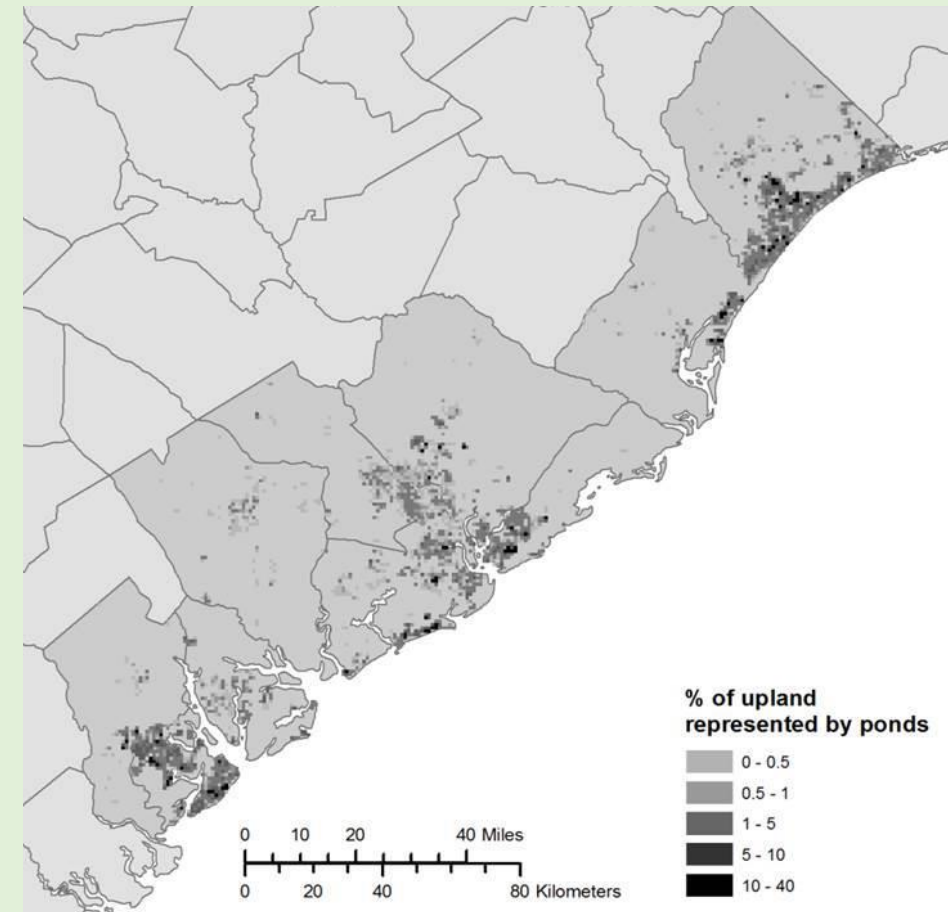 % of upland
represented by ponds
0 - 0.5
0.5 - 1
1 - 5
5 - 10
10 - 40
0 10 20 40 Miles
0 20 40 80 Kilometers